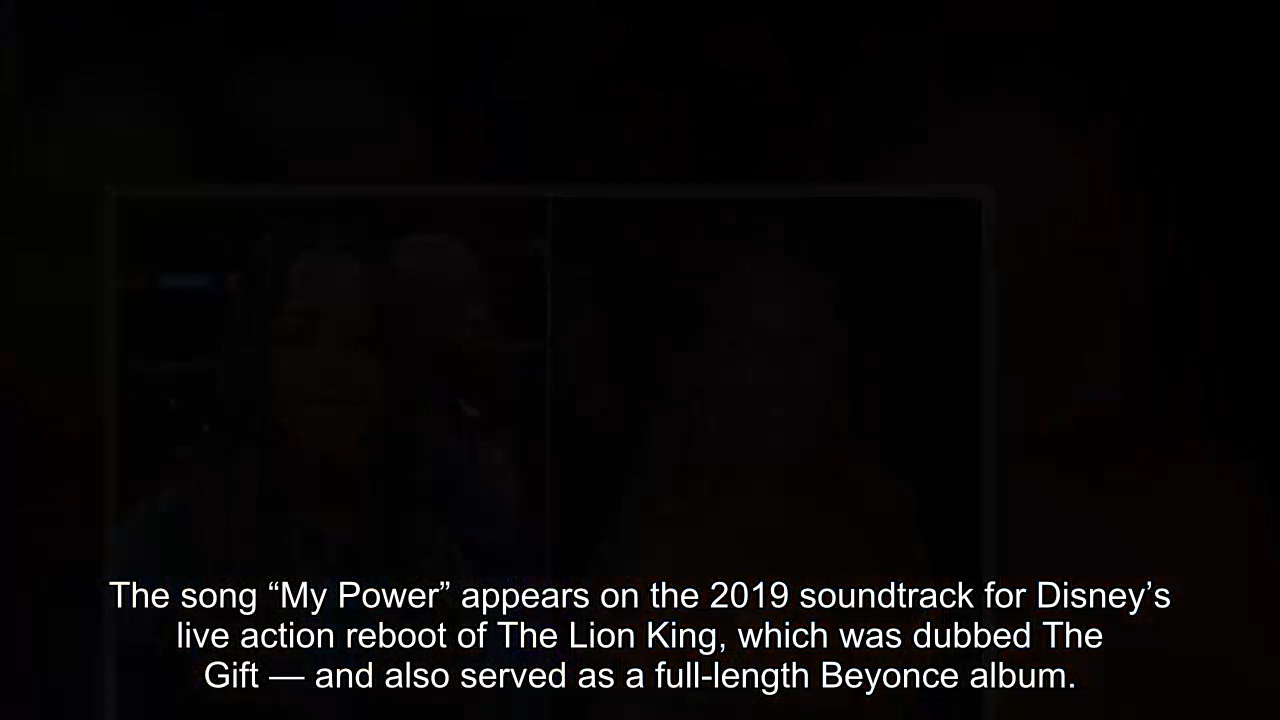 The song “My Power” appears on the 2019 soundtrack for Disney’s
live action reboot of The Lion King, which was dubbed The
Gift — and also served as a full-length Beyonce album.